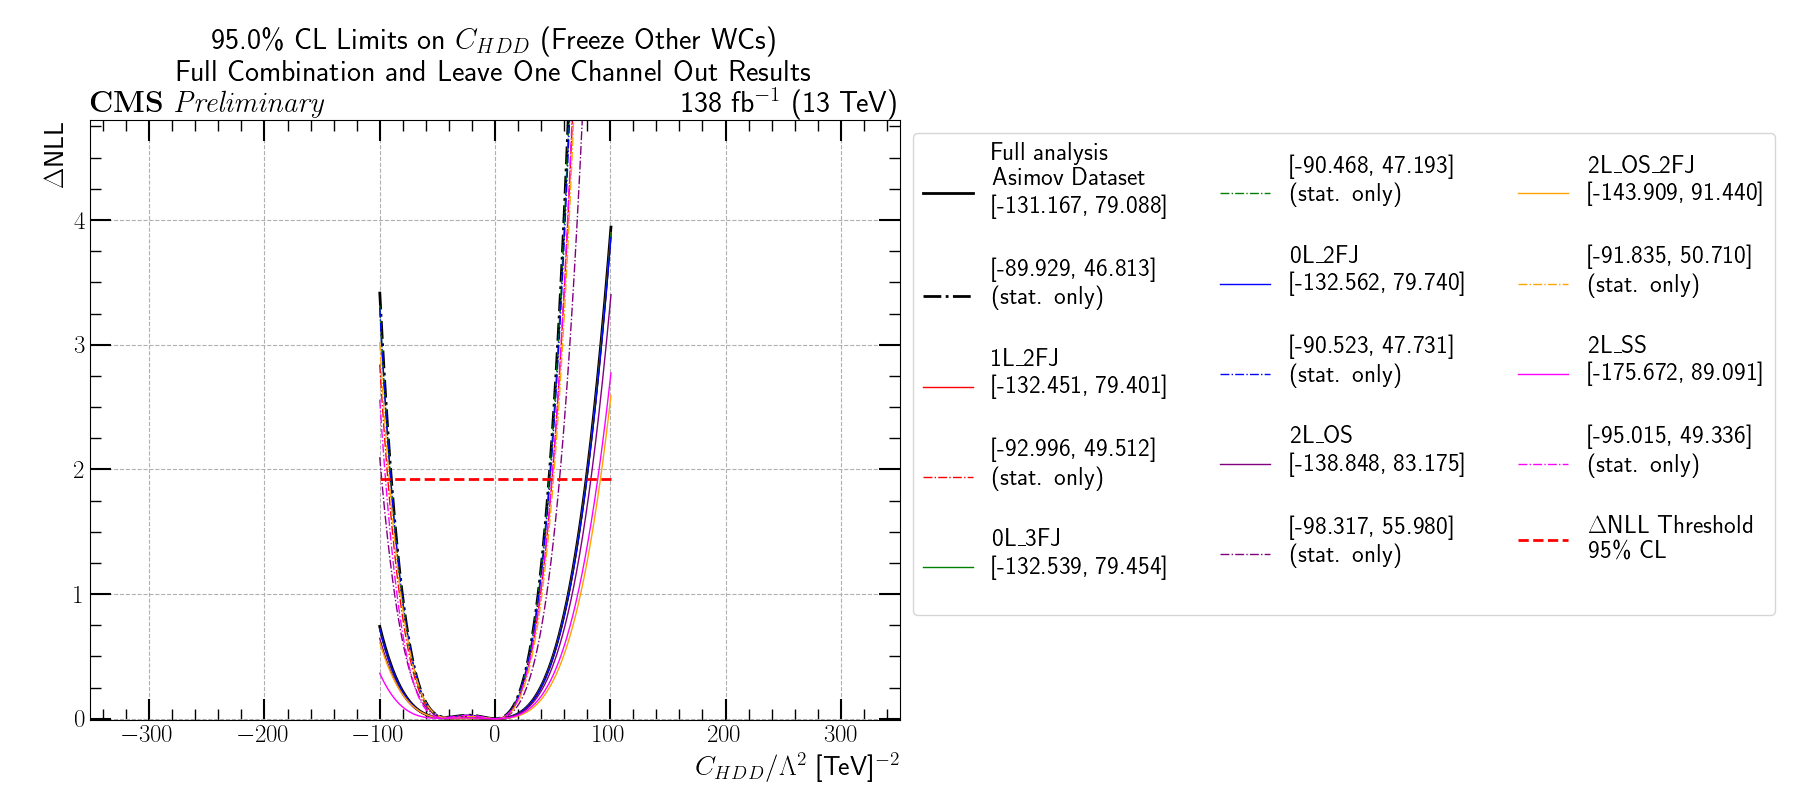 95.0% CL Limits on C_{HDD} (Freeze Other WCs)
Full Combination and Leave One Channel Out Results
CMS Preliminary
138 fb^{−1} (13 TeV)
ΔNLL
4
3
2
1
0
−300
−200
−100
0
100
200
300
C_{HDD}/Λ^{2} [TeV]^{−2}
Full analysis
Asimov Dataset
[-131.167, 79.088]
[-89.929, 46.813]
(stat. only)
1L_2FJ
[-132.451, 79.401]
[-92.996, 49.512]
(stat. only)
0L_3FJ
[-132.539, 79.454]
[-90.468, 47.193]
(stat. only)
0L_2FJ
[-132.562, 79.740]
[-90.523, 47.731]
(stat. only)
2L_OS
[-138.848, 83.175]
[-98.317, 55.980]
(stat. only)
2L_OS_2FJ
[-143.909, 91.440]
[-91.835, 50.710]
(stat. only)
2L_SS
[-175.672, 89.091]
[-95.015, 49.336]
(stat. only)
ΔNLL Threshold
95% CL